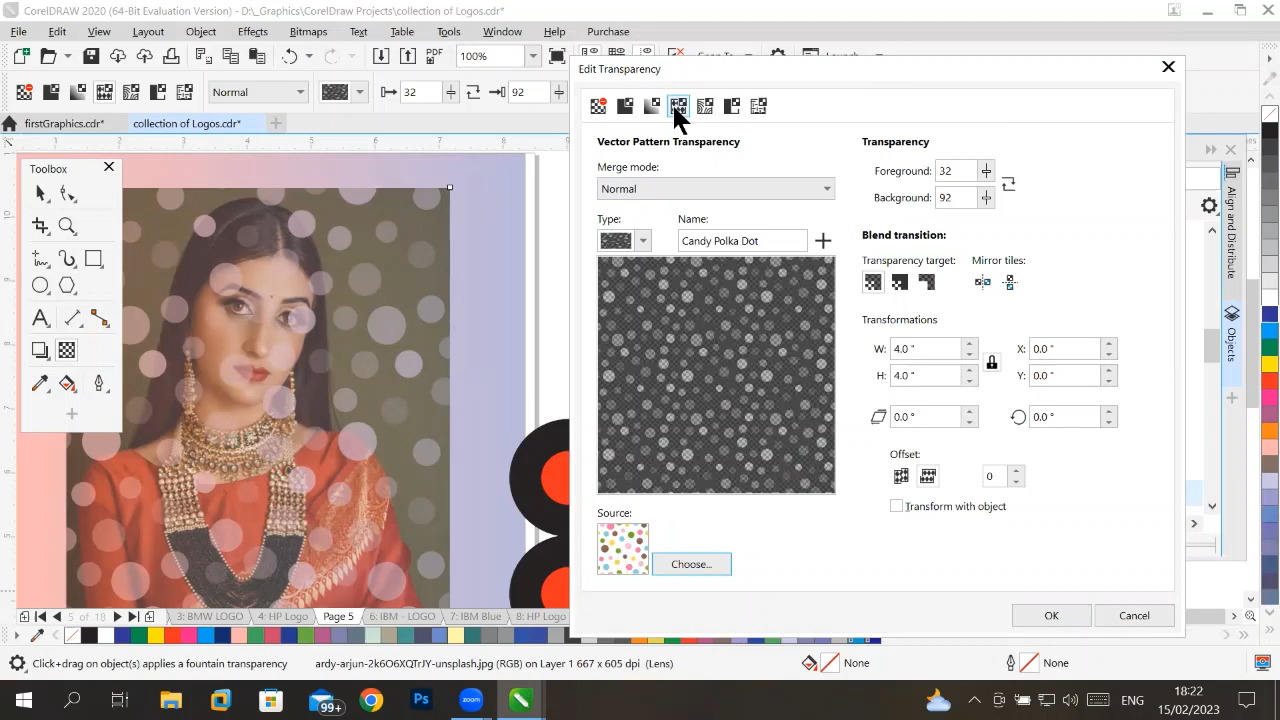 CorelDRAW 2020 (64-Bit Evaluation Version) - D:\_Graphics\CorelDraw Projects\collection of Logos.cdr*
File Edit View Layout Object Effects Bitmaps Text Table Tools Window Purchase
PDF 100%
Normal 32 92
firstGraphics.cdr* collection of Logos.cdr*
Toolbox
Edit Transparency
Vector Pattern Transparency
Merge mode:
Normal
Type: Name:
Candy Polka Dot
Source:
Choose...
Transparency
Foreground: 32
Background: 92
Blend transition:
Transparency target: Mirror tiles:
Transformations
W: 4.0 " X: 0.0 "
H: 4.0 " Y: 0.0 "
0.0 ° 0.0 °
Offset:
0
Transform with object
OK Cancel
Align and Distribute
Objects
5 of 18 3: BMW LOGO 4: HP Logo Page 5 6: IBM - LOGO 7: IBM Blue 8: HP Logo
Click+drag on object(s) applies a fountain transparency ardy-arjun-2k6O6XQTrJY-unsplash.jpg (RGB) on Layer1 667 x 605 dpi (Lens) None None
99+ Ps zoom ENG 18:22
15/02/2023